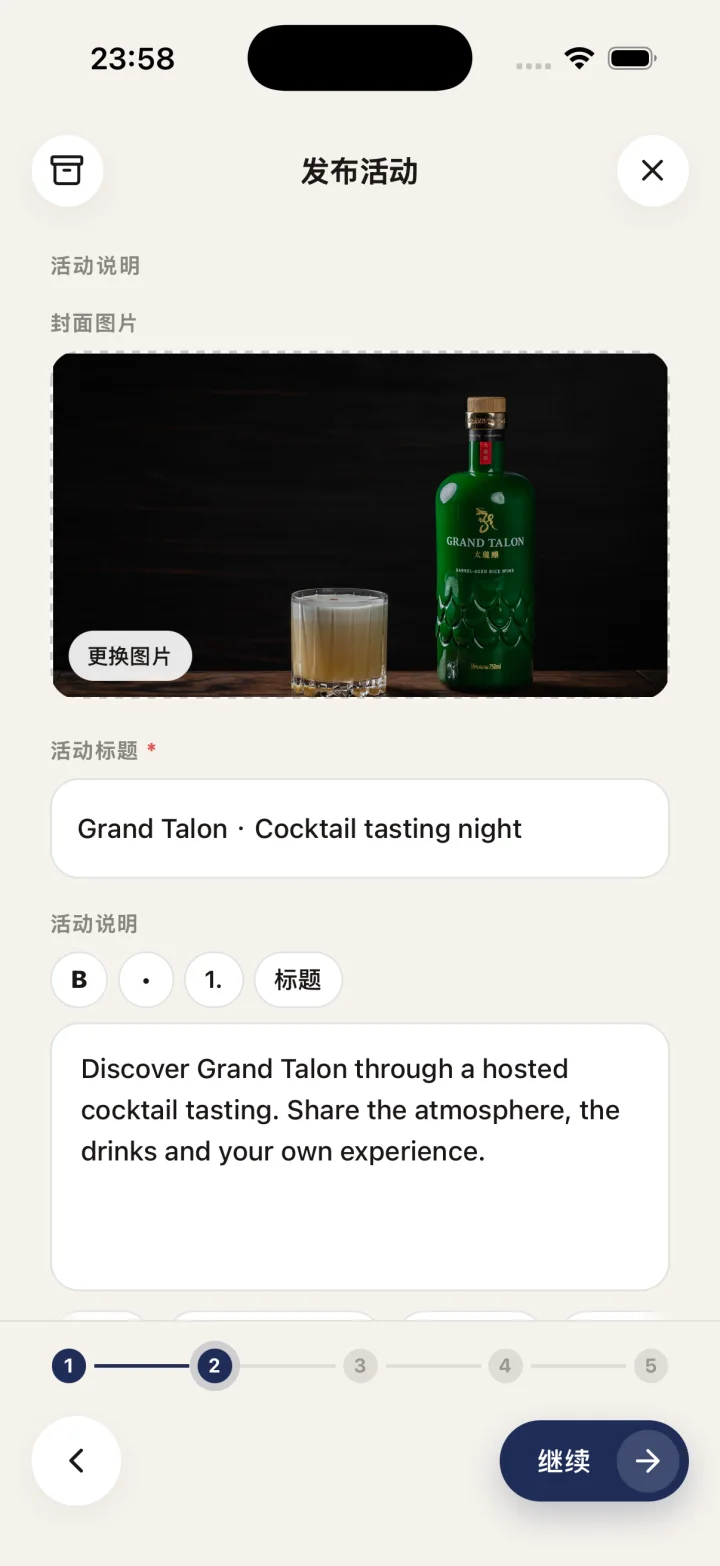 23:58
发布活动
活动说明
封面图片
GRAND TALON
BARREL-AGED RICE WINE
更换图片
活动标题 *
Grand Talon · Cocktail tasting night
活动说明
B • 1. 标题
Discover Grand Talon through a hosted
cocktail tasting. Share the atmosphere, the
drinks and your own experience.
1 2 3 4 5
继续